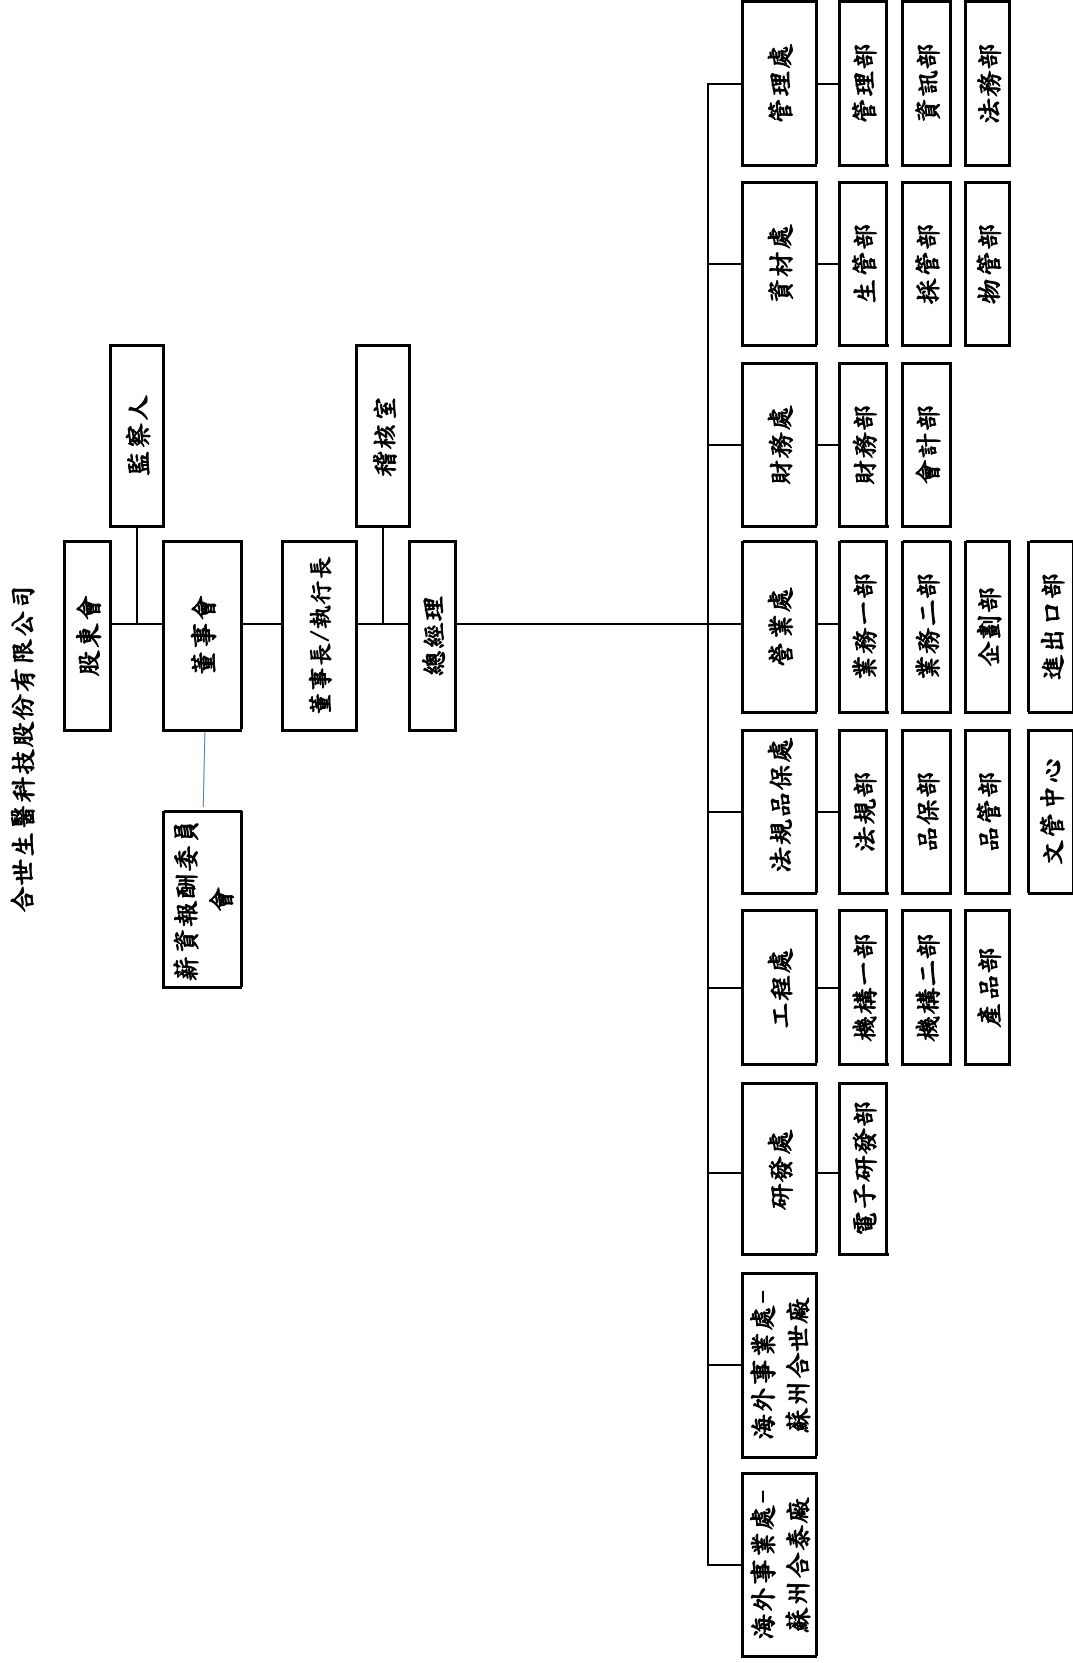 合世生醫科技股份有限公司
股東會
監察人
薪資報酬委員
會
董事會
董事長/執行長
稽核室
總經理
海外事業處-
蘇州合泰廠
海外事業處-
蘇州合世廠
研發處
電子研發部
工程處
機構一部
機構二部
產品部
法規品保處
法規部
品保部
品管部
文管中心
營業處
業務一部
業務二部
企劃部
進出口部
財務處
財務部
會計部
資材處
生管部
採管部
物管部
管理處
管理部
資訊部
法務部